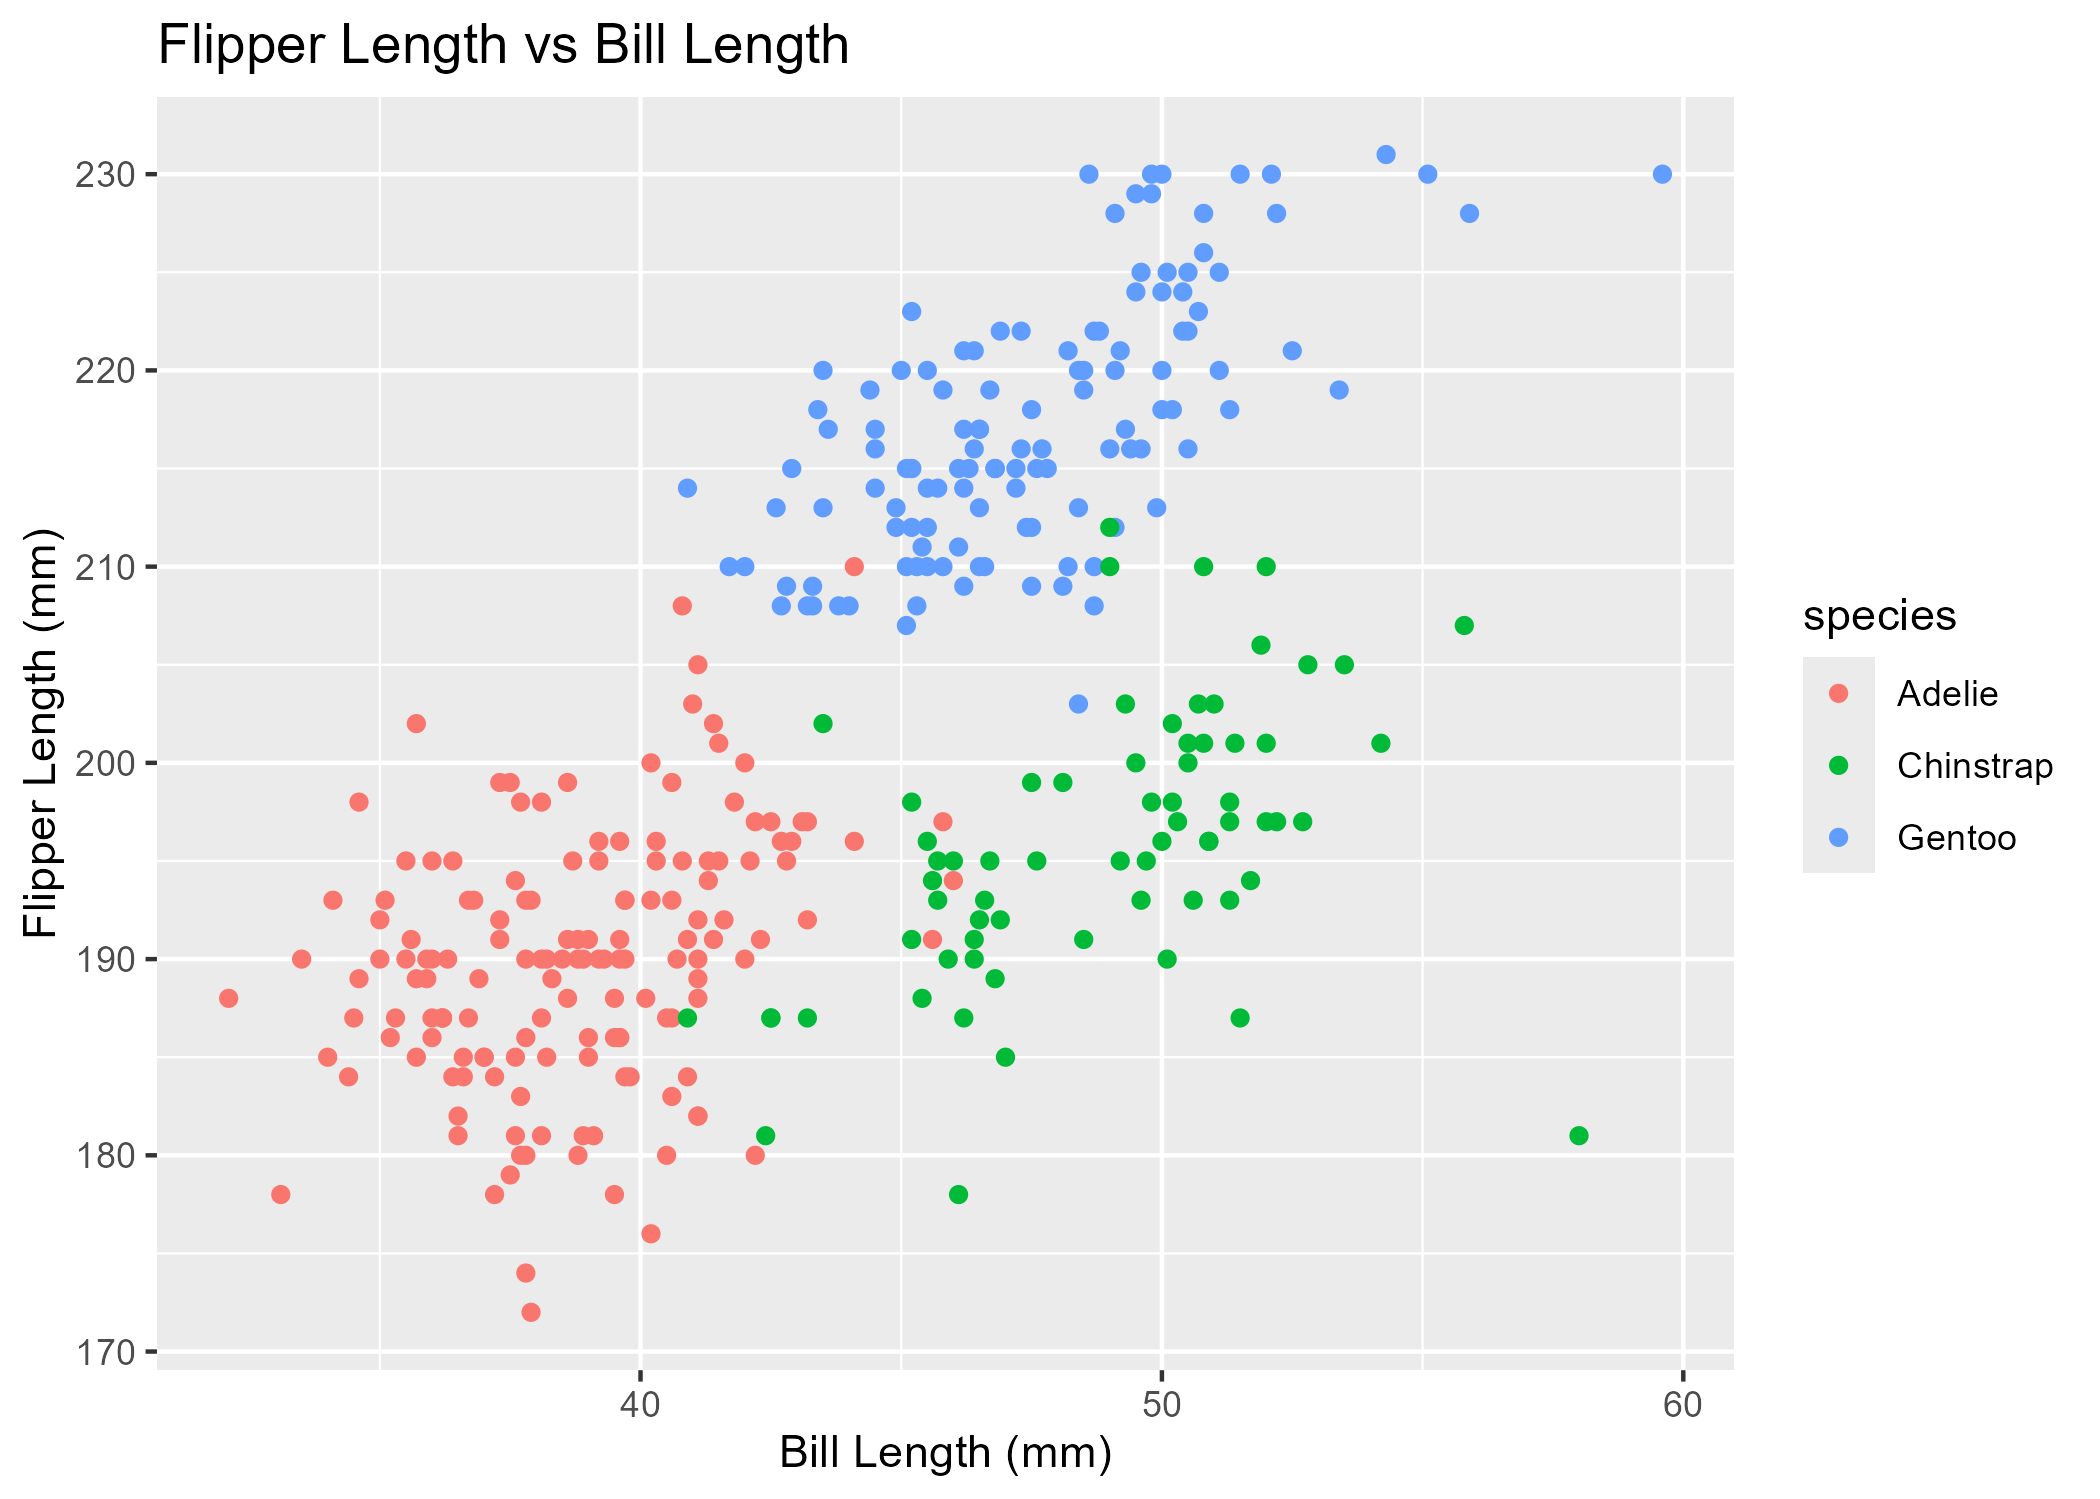 Flipper Length vs Bill Length
230
220
210
200
190
180
170
Flipper Length (mm)
40 50 60
Bill Length (mm)
species
Adelie
Chinstrap
Gentoo